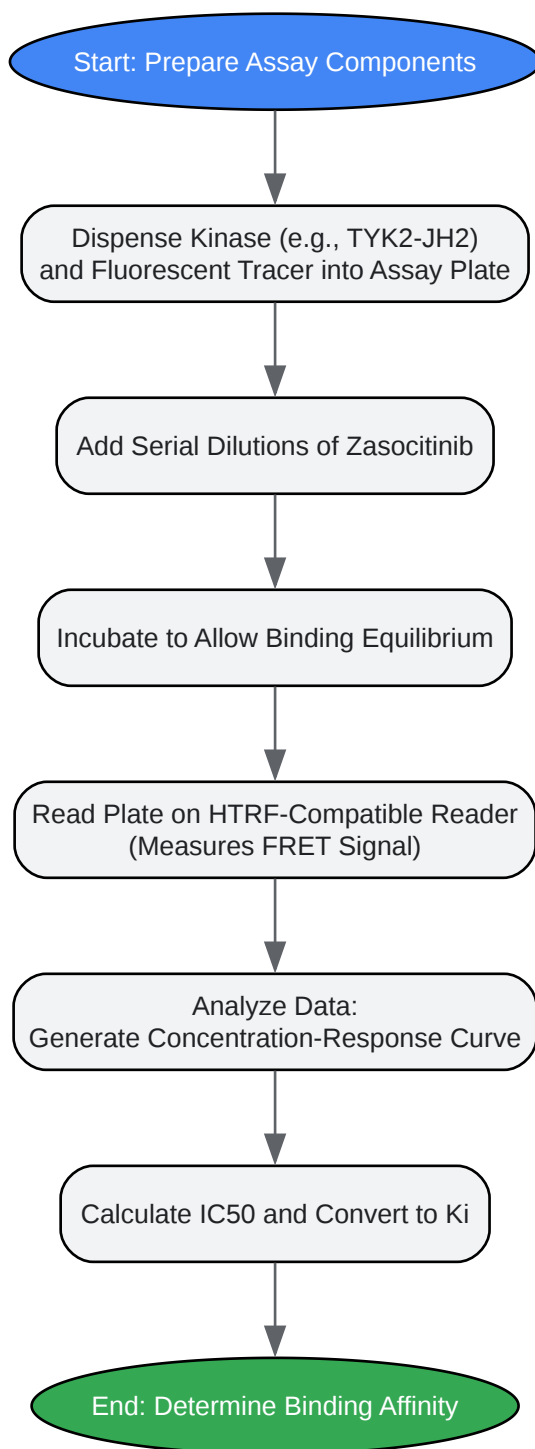 Start: Prepare Assay Components
Dispense Kinase (e.g., TYK2-JH2)
and Fluorescent Tracer into Assay Plate
Add Serial Dilutions of Zasocitinib
Incubate to Allow Binding Equilibrium
Read Plate on HTRF-Compatible Reader
(Measures FRET Signal)
Analyze Data:
Generate Concentration-Response Curve
Calculate IC50 and Convert to Ki
End: Determine Binding Affinity